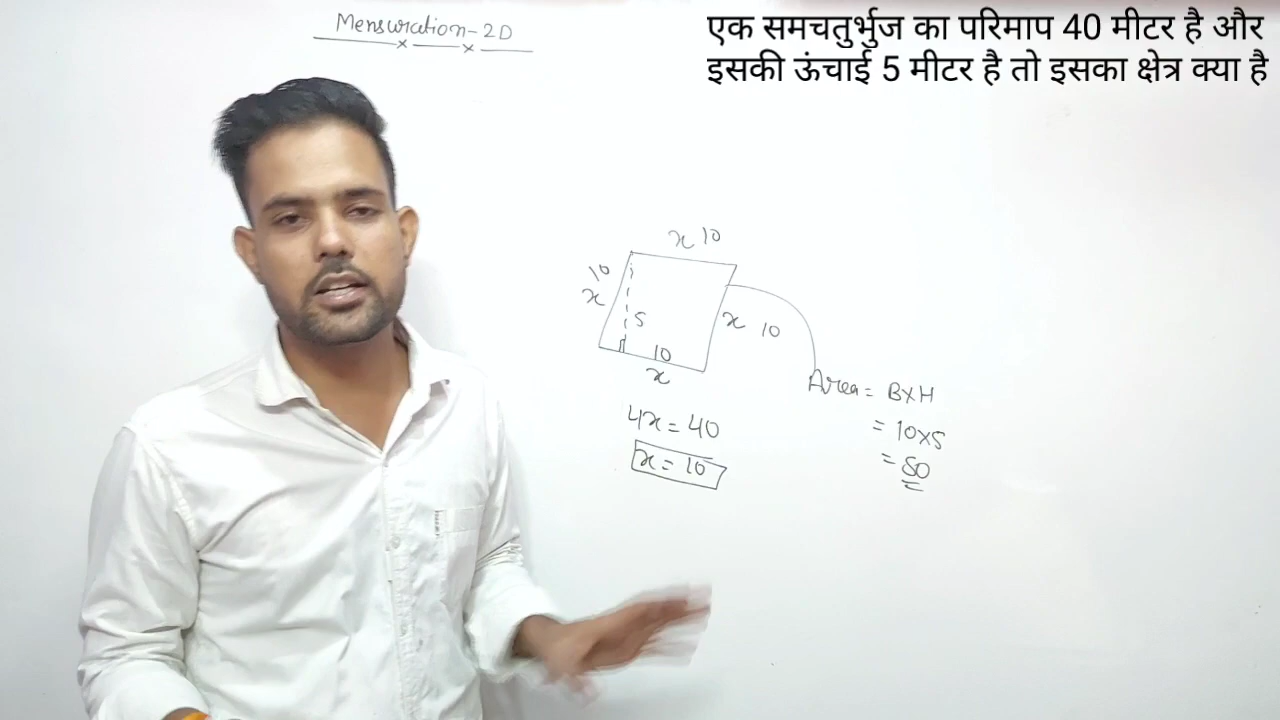 Mensuration-2D
एक समचतुर्भुज का परिमाप 40 मीटर है और
इसकी ऊंचाई 5 मीटर है तो इसका क्षेत्र क्या है
x 10
10
x
5
x 10
10
x
4x = 40
x = 10
Area = B×H
= 10×5
= 50